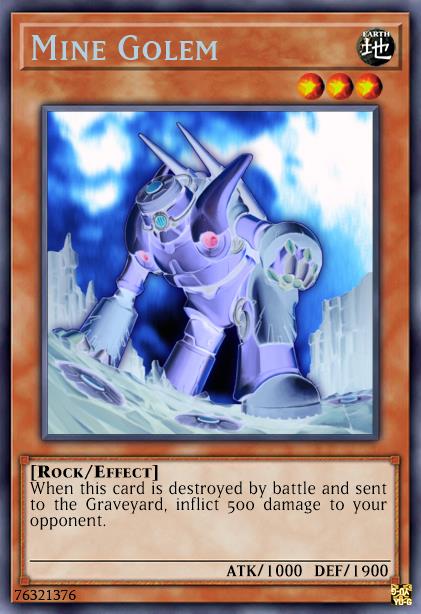 MINE GOLEM
EARTH
地
[ROCK/EFFECT]
When this card is destroyed by battle and sent
to the Graveyard, inflict 500 damage to your
opponent.
ATK/1000 DEF/1900
76321376